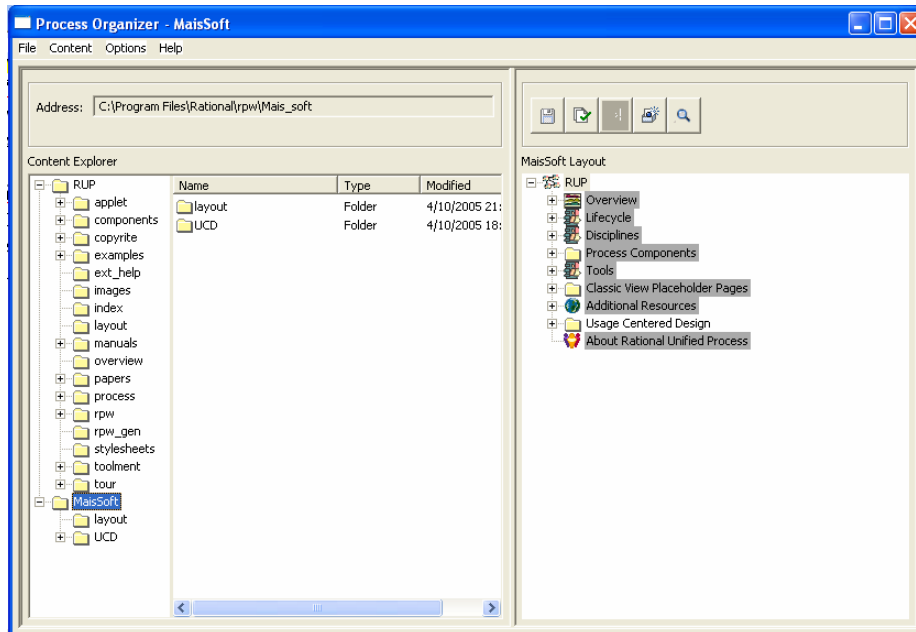 Process Organizer - MaisSoft
File Content Options Help
Address: C:\Program Files\Rational\rpw\Mais_soft
Content Explorer
RUP
applet
components
copyrite
examples
ext_help
images
index
layout
manuals
overview
papers
process
rpw
rpw_gen
stylesheets
toolment
tour
MaisSoft
layout
UCD
Name Type Modified
layout Folder 4/10/2005 21:
UCD Folder 4/10/2005 18:
MaisSoft Layout
RUP
Overview
Lifecycle
Disciplines
Process Components
Tools
Classic View Placeholder Pages
Additional Resources
Usage Centered Design
About Rational Unified Process